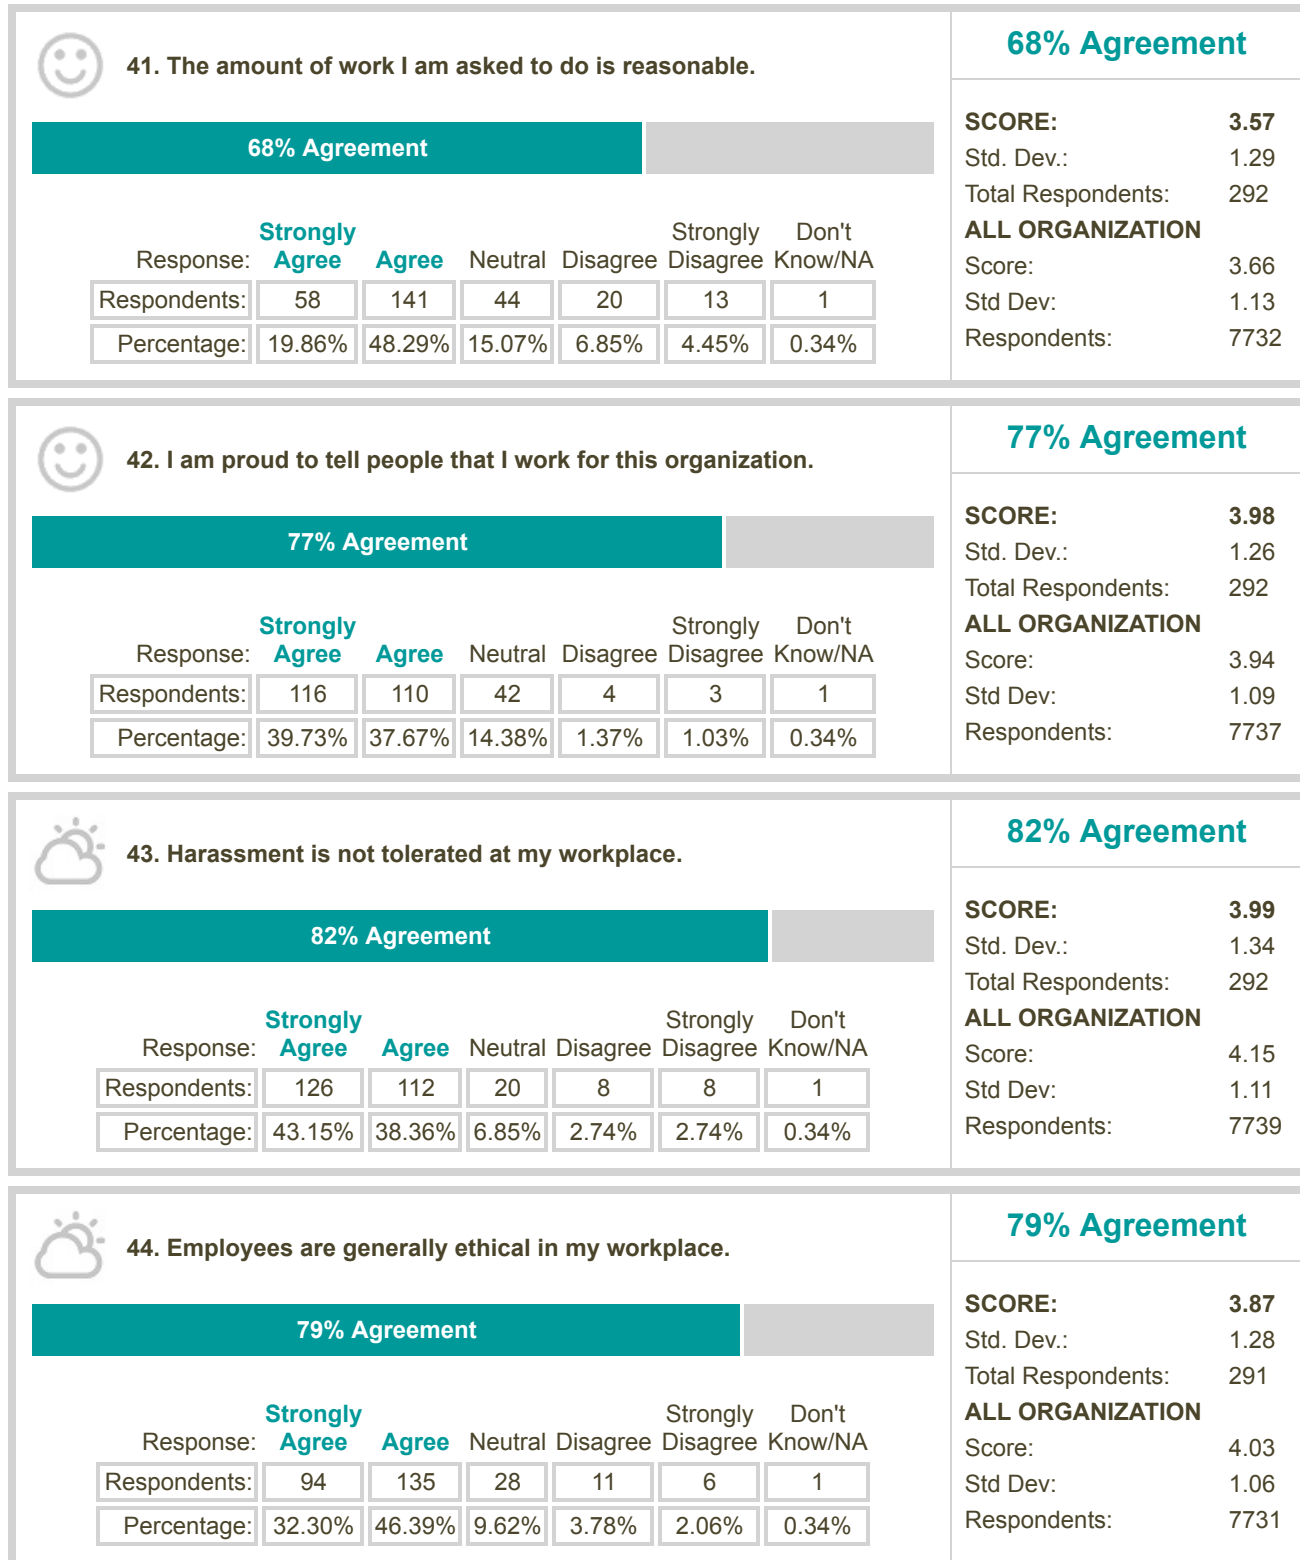 41. The amount of work I am asked to do is reasonable.
68% Agreement
68% Agreement
Response: Strongly Agree Agree Neutral Disagree Strongly Disagree Don't Know/NA
Respondents: 58 141 44 20 13 1
Percentage: 19.86% 48.29% 15.07% 6.85% 4.45% 0.34%
SCORE: 3.57
Std. Dev.: 1.29
Total Respondents: 292
ALL ORGANIZATION
Score: 3.66
Std Dev: 1.13
Respondents: 7732
42. I am proud to tell people that I work for this organization.
77% Agreement
77% Agreement
Response: Strongly Agree Agree Neutral Disagree Strongly Disagree Don't Know/NA
Respondents: 116 110 42 4 3 1
Percentage: 39.73% 37.67% 14.38% 1.37% 1.03% 0.34%
SCORE: 3.98
Std. Dev.: 1.26
Total Respondents: 292
ALL ORGANIZATION
Score: 3.94
Std Dev: 1.09
Respondents: 7737
43. Harassment is not tolerated at my workplace.
82% Agreement
82% Agreement
Response: Strongly Agree Agree Neutral Disagree Strongly Disagree Don't Know/NA
Respondents: 126 112 20 8 8 1
Percentage: 43.15% 38.36% 6.85% 2.74% 2.74% 0.34%
SCORE: 3.99
Std. Dev.: 1.34
Total Respondents: 292
ALL ORGANIZATION
Score: 4.15
Std Dev: 1.11
Respondents: 7739
44. Employees are generally ethical in my workplace.
79% Agreement
79% Agreement
Response: Strongly Agree Agree Neutral Disagree Strongly Disagree Don't Know/NA
Respondents: 94 135 28 11 6 1
Percentage: 32.30% 46.39% 9.62% 3.78% 2.06% 0.34%
SCORE: 3.87
Std. Dev.: 1.28
Total Respondents: 291
ALL ORGANIZATION
Score: 4.03
Std Dev: 1.06
Respondents: 7731